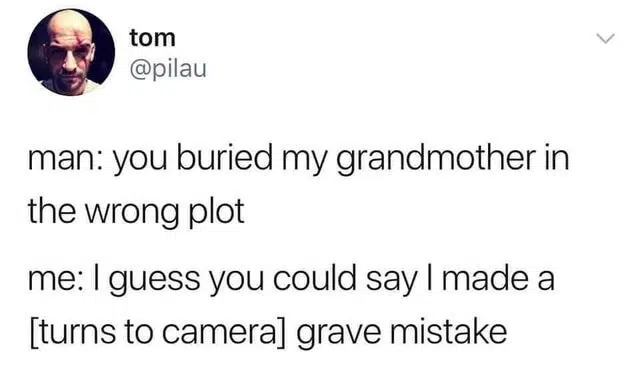 tom
@pilau
man: you buried my grandmother in
the wrong plot
me: I guess you could say I made a
[turns to camera] grave mistake